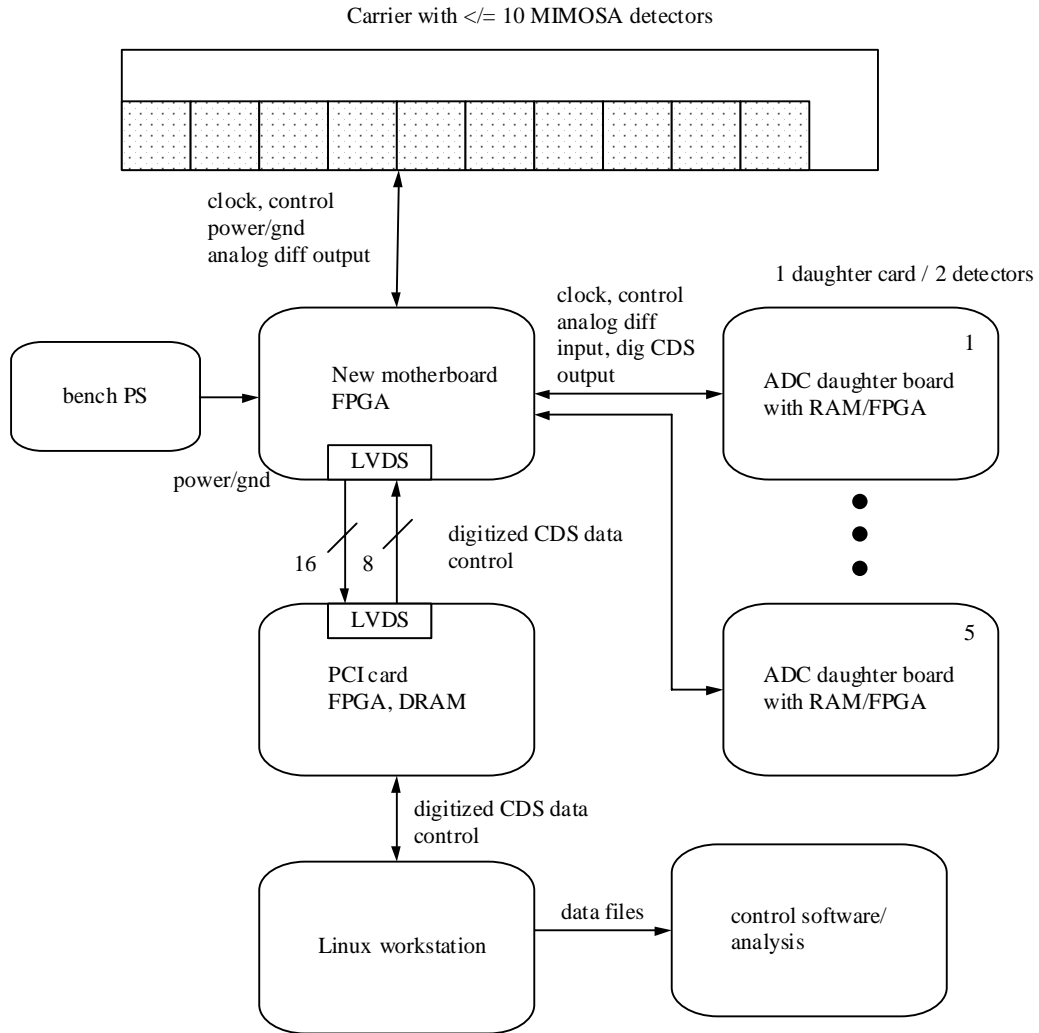 Carrier with </= 10 MIMOSA detectors
clock, control
power/gnd
analog diff output
1 daughter card / 2 detectors
clock, control
analog diff
input, dig CDS
output
bench PS
New motherboard
FPGA
LVDS
1
ADC daughter board
with RAM/FPGA
power/gnd
16
8
digitized CDS data
control
LVDS
PCI card
FPGA, DRAM
5
ADC daughter board
with RAM/FPGA
digitized CDS data
control
Linux workstation
data files
control software/
analysis